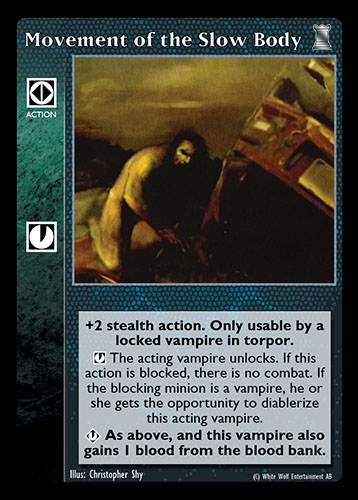 Movement of the Slow Body
ACTION
+2 stealth action. Only usable by a
locked vampire in torpor.
The acting vampire unlocks. If this
action is blocked, there is no combat. If
the blocking minion is a vampire, he or
she gets the opportunity to diablerize
this acting vampire.
As above, and this vampire also
gains 1 blood from the blood bank.
Illus: Christopher Shy
(C) White Wolf Entertainment AB